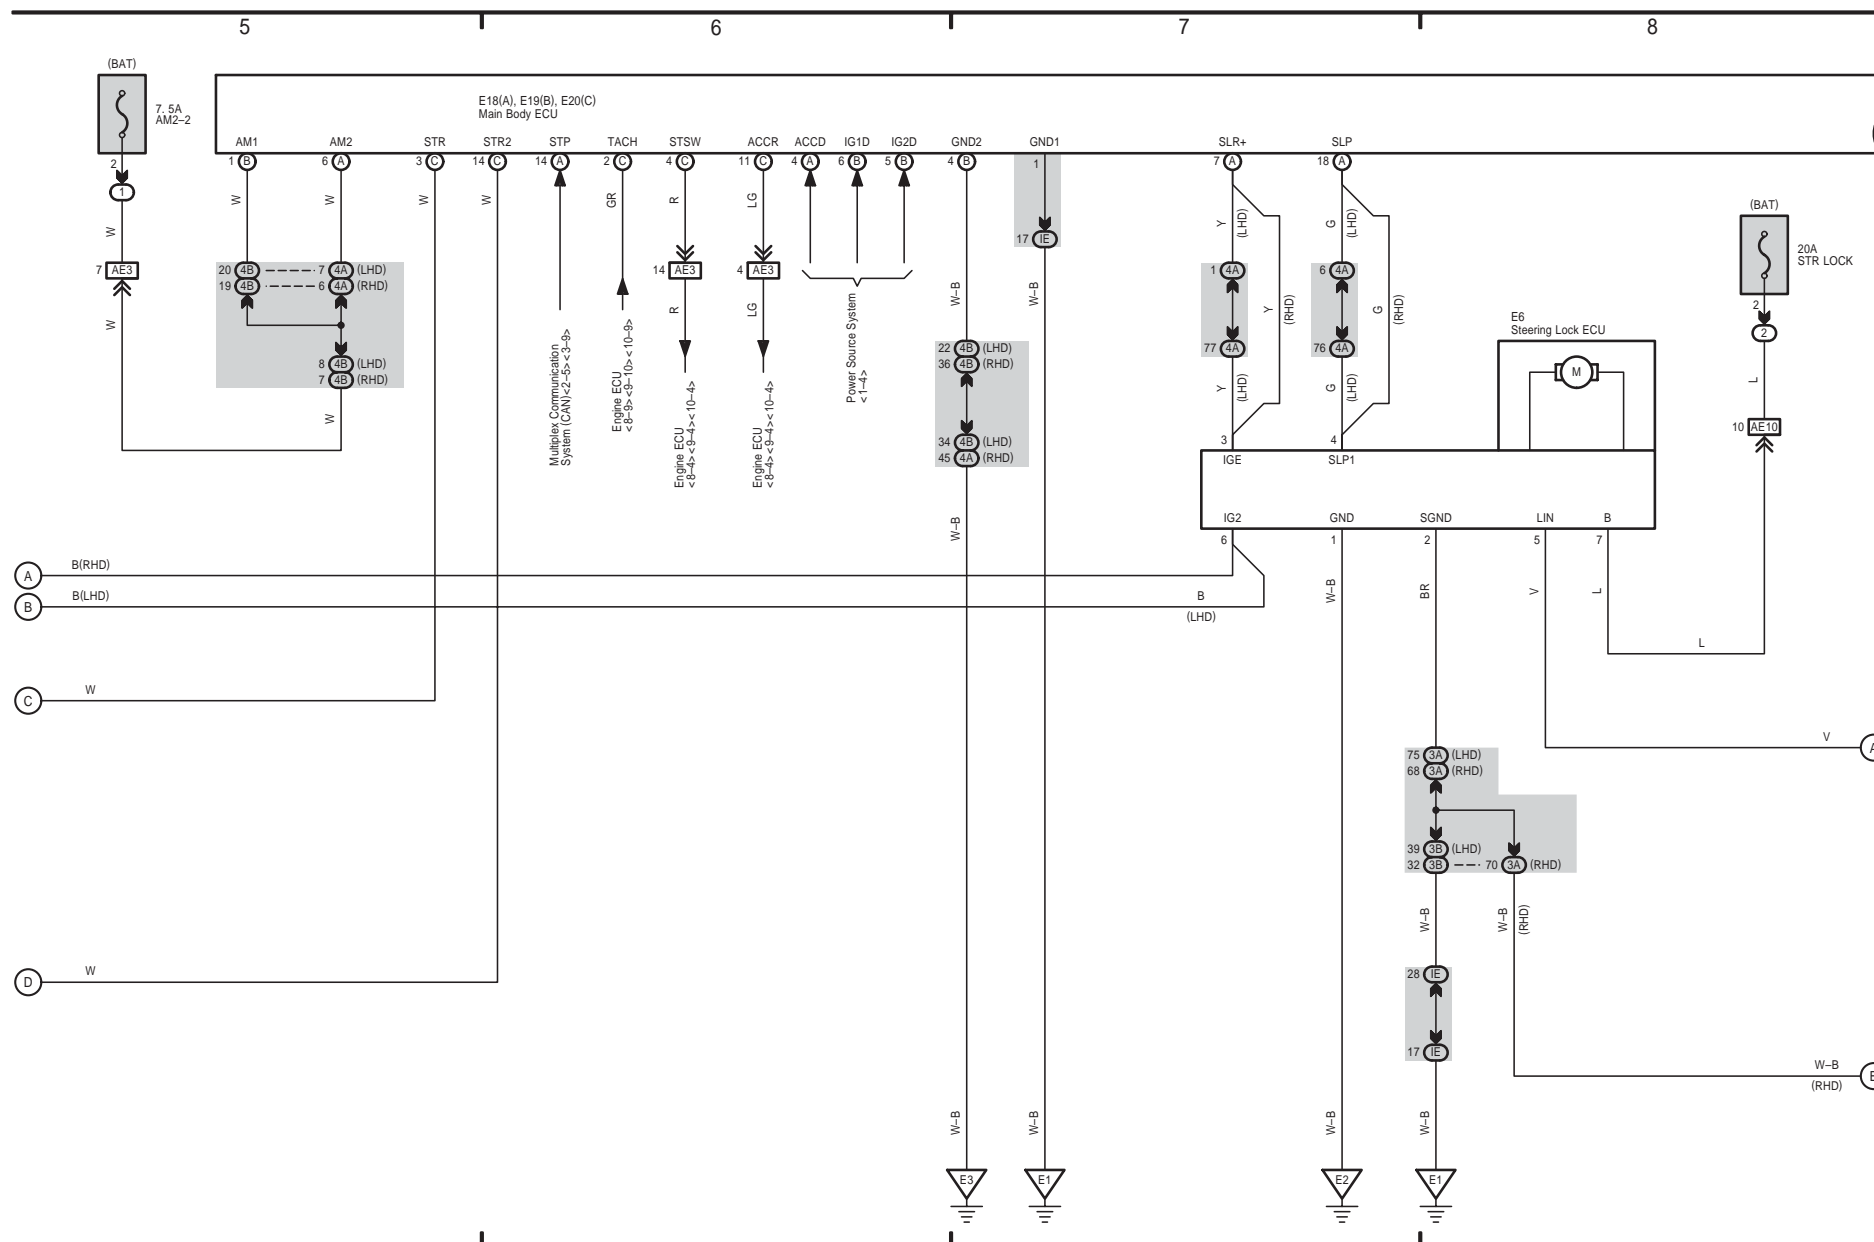 5
6
7
8
(BAT)
7. 5A
AM2–2
2
1
W
7 AE3
W
E18(A), E19(B), E20(C)
Main Body ECU
AM1
AM2
STR
STR2
STP
TACH
STSW
ACCR
ACCD
IG1D
IG2D
GND2
GND1
SLR+
SLP
1 B
6 A
3 C
14 C
14 A
2 C
4 C
11 C
4 A
6 B
5 B
4 B
1
7 A
18 A
W
W
W
W
GR
R
LG
17 IE
20 4B
7 4A (LHD)
19 4B
6 4A (RHD)
8 4B (LHD)
7 4B (RHD)
W
14 AE3
4 AE3
R
LG
Multiplex Communication
System (CAN)<2–5><3–9>
Engine ECU
<8–9><9–10><10–9>
Engine ECU
<8–4><9–4><10–4>
Engine ECU
<8–4><9–4><10–4>
Power Source System
<1–4>
W–B
W–B
22 4B (LHD)
36 4B (RHD)
34 4B (LHD)
45 4A (RHD)
W–B
Y
(LHD)
G
(LHD)
1 4A
6 4A
Y
(RHD)
G
(RHD)
77 4A
76 4A
Y
(LHD)
G
(LHD)
3
4
E6
Steering Lock ECU
M
IGE
SLP1
IG2
GND
SGND
LIN
B
6
1
2
5
7
(BAT)
20A
STR LOCK
2
2
L
10 AE10
A
B(RHD)
B
B(LHD)
B
(LHD)
W–B
BR
V
L
L
C
W
V
A
75 3A (LHD)
68 3A (RHD)
39 3B (LHD)
32 3B
70 3A (RHD)
W–B
W–B
(RHD)
D
W
28 IE
17 IE
W–B
(RHD)
W–B
W–B
W–B
W–B
E3
E1
E2
E1